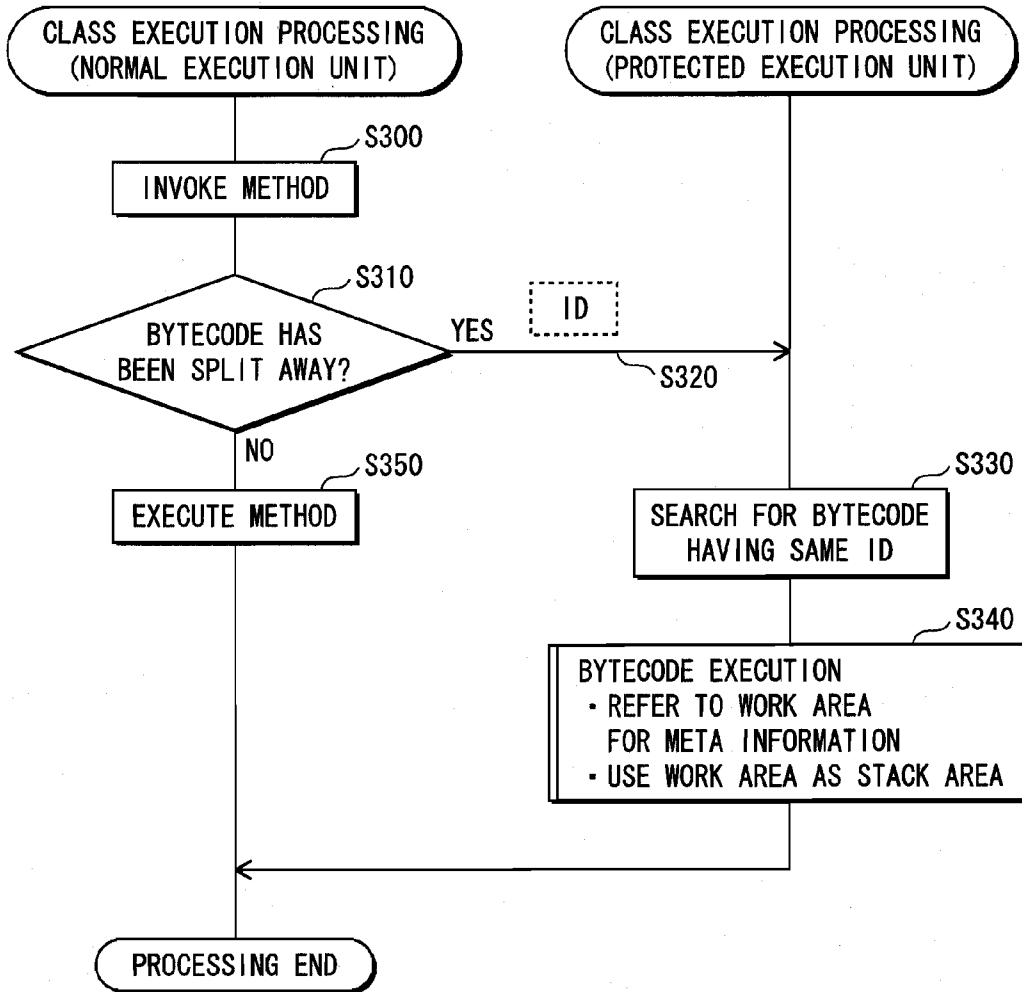 CLASS EXECUTION PROCESSING
(NORMAL EXECUTION UNIT)
CLASS EXECUTION PROCESSING
(PROTECTED EXECUTION UNIT)
S300
INVOKE METHOD
S310
BYTECODE HAS
BEEN SPLIT AWAY?
YES
ID
S320
NO
S350
EXECUTE METHOD
S330
SEARCH FOR BYTECODE
HAVING SAME ID
S340
BYTECODE EXECUTION
・REFER TO WORK AREA
FOR META INFORMATION
・USE WORK AREA AS STACK AREA
PROCESSING END